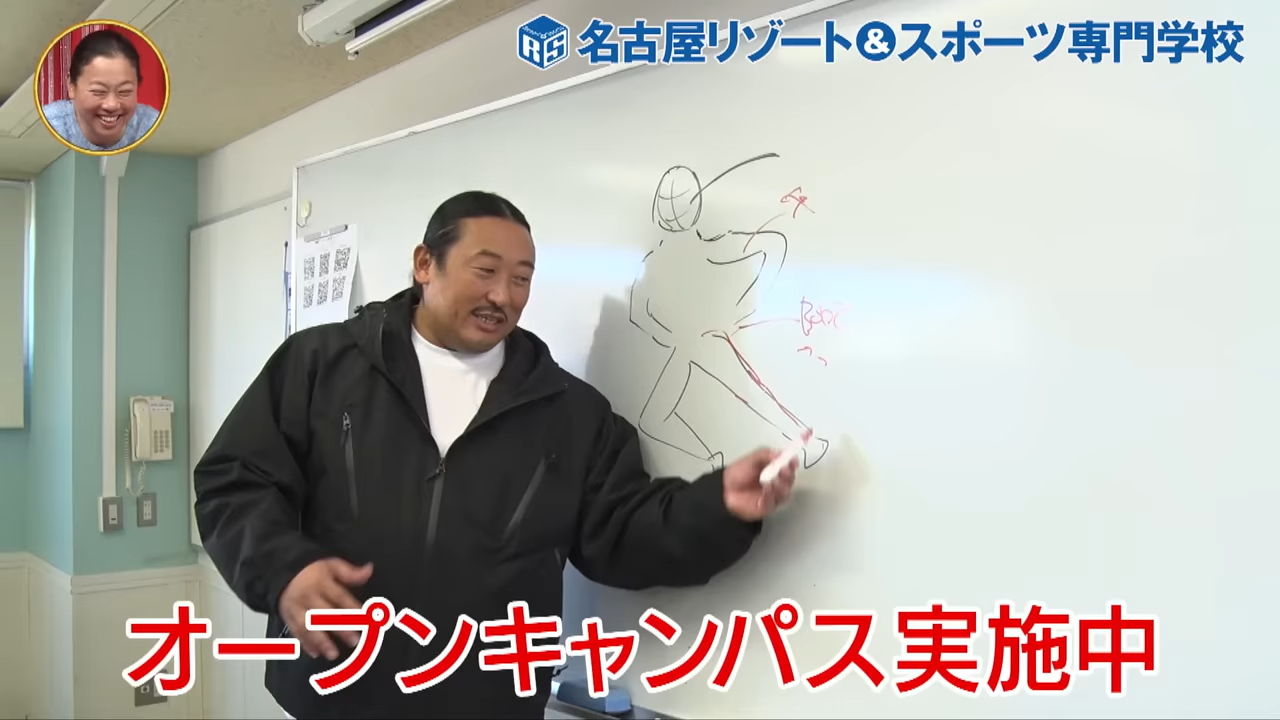 RS 名古屋リゾート&スポーツ専門学校
オープンキャンパス実施中